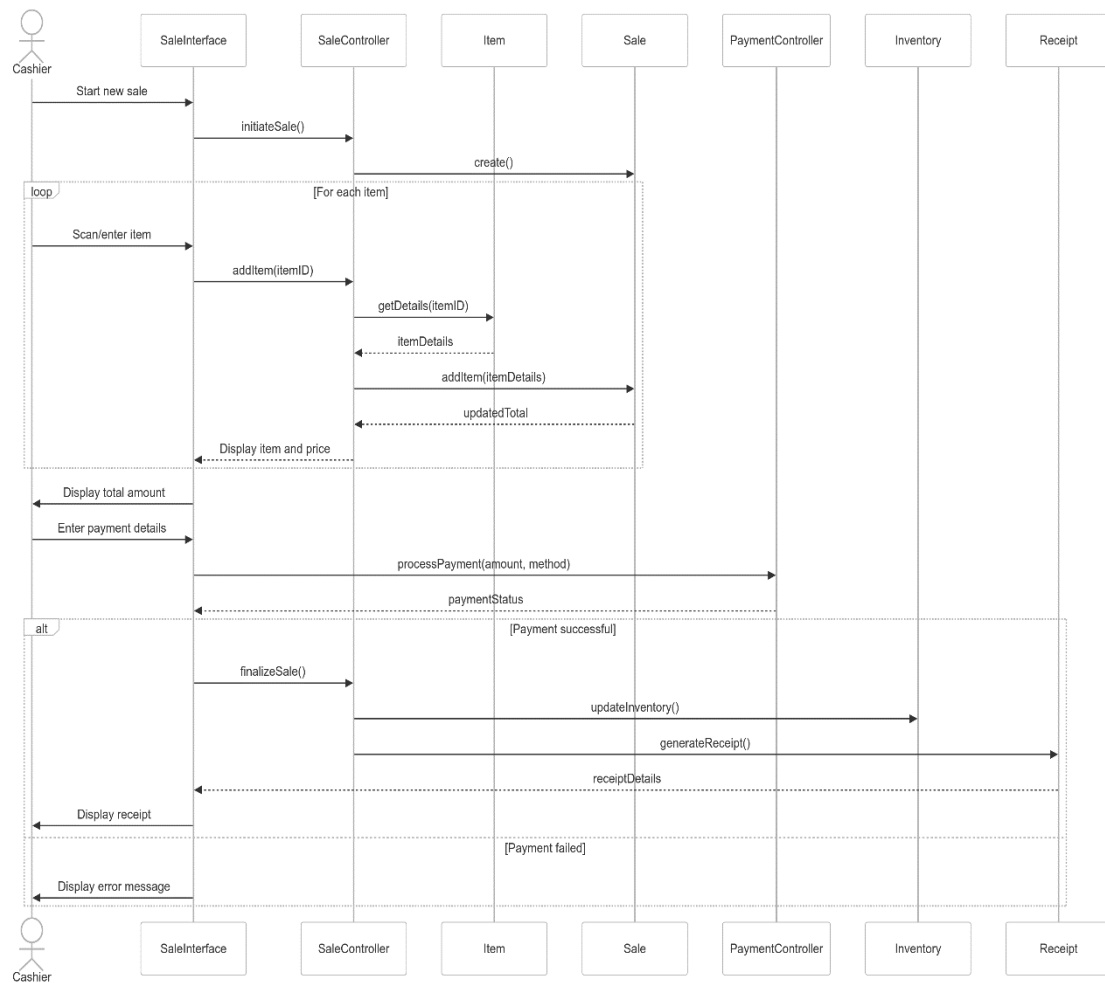 SaleInterface
SaleController
Item
Sale
PaymentController
Inventory
Receipt
Cashier
Start new sale
initiateSale()
create()
loop
[For each item]
Scan/enter item
addItem(itemID)
getDetails(itemID)
itemDetails
addItem(itemDetails)
updatedTotal
Display item and price
Display total amount
Enter payment details
processPayment(amount, method)
paymentStatus
alt
[Payment successful]
finalizeSale()
updateInventory()
generateReceipt()
receiptDetails
Display receipt
[Payment failed]
Display error message
SaleInterface
SaleController
Item
Sale
PaymentController
Inventory
Receipt
Cashier